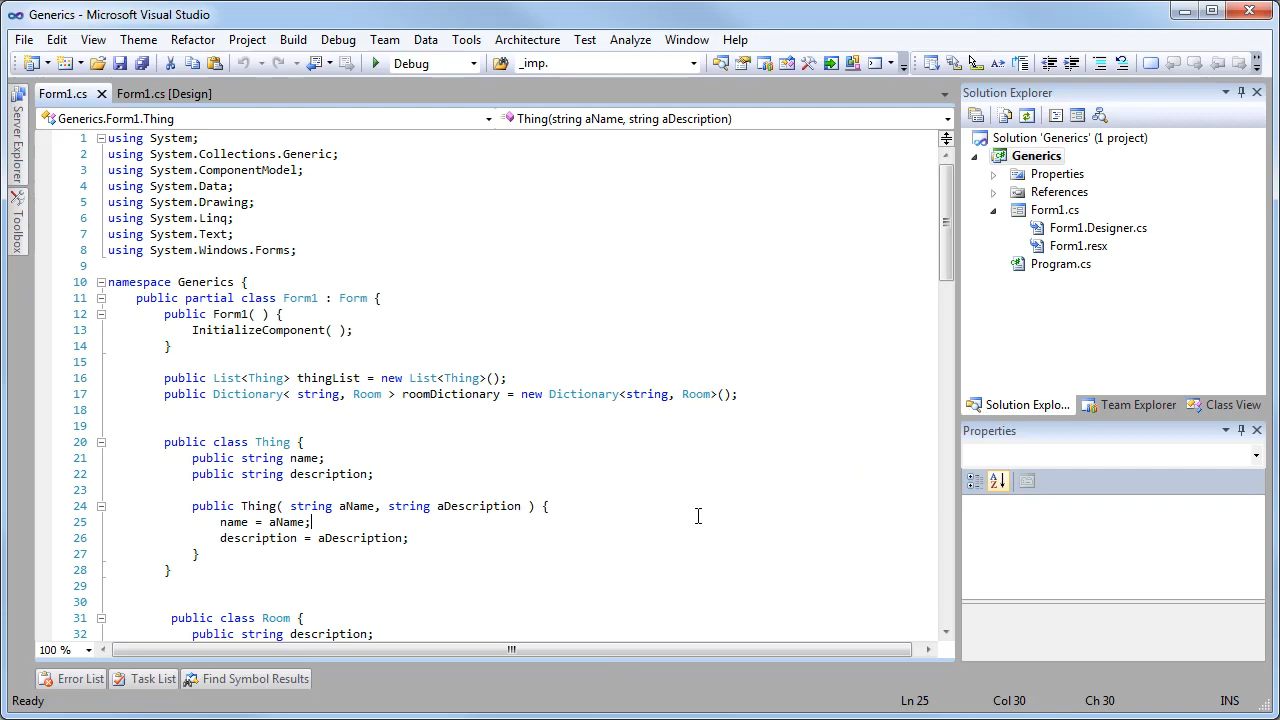 Generics - Microsoft Visual Studio
File Edit View Theme Refactor Project Build Debug Team Data Tools Architecture Test Analyze Window Help
Debug _imp.
Form1.cs Form1.cs [Design]
Generics.Form1.Thing Thing(string aName, string aDescription)
Server Explorer
Toolbox
1 using System;
2 using System.Collections.Generic;
3 using System.ComponentModel;
4 using System.Data;
5 using System.Drawing;
6 using System.Linq;
7 using System.Text;
8 using System.Windows.Forms;
9
10 namespace Generics {
11 public partial class Form1 : Form {
12 public Form1( ) {
13 InitializeComponent( );
14 }
15
16 public List<Thing> thingList = new List<Thing>();
17 public Dictionary< string, Room > roomDictionary = new Dictionary<string, Room>();
18
19
20 public class Thing {
21 public string name;
22 public string description;
23
24 public Thing( string aName, string aDescription ) {
25 name = aName;
26 description = aDescription;
27 }
28 }
29
30
31 public class Room {
32 public string description;
100 %
Solution Explorer
Solution 'Generics' (1 project)
Generics
Properties
References
Form1.cs
Form1.Designer.cs
Form1.resx
Program.cs
Solution Explo... Team Explorer Class View
Properties
Error List Task List Find Symbol Results
Ready Ln 25 Col 30 Ch 30 INS